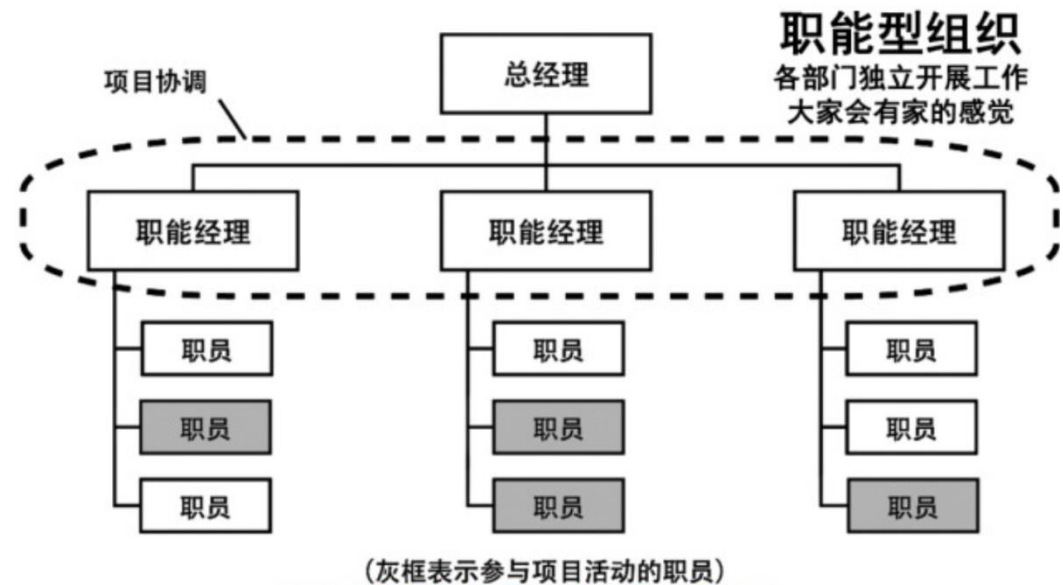 职能型组织
各部门独立开展工作
大家会有家的感觉
项目协调
总经理
职能经理
职能经理
职能经理
职员
职员
职员
职员
职员
职员
职员
职员
职员
(灰框表示参与项目活动的职员)